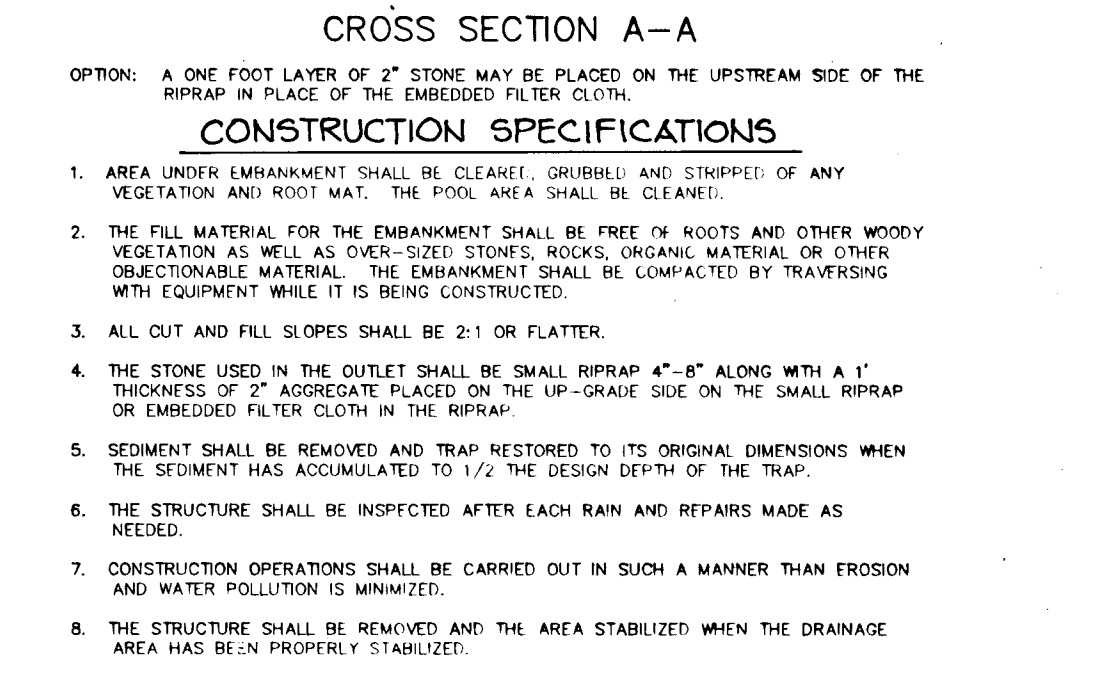 CROSS SECTION A-A
OPTION: A ONE FOOT LAYER OF 2" STONE MAY BE PLACED ON THE UPSTREAM SIDE OF THE
RIPRAP IN PLACE OF THE EMBEDDED FILTER CLOTH.
CONSTRUCTION SPECIFICATIONS
1. AREA UNDER EMBANKMENT SHALL BE CLEARED, GRUBBED AND STRIPPED OF ANY
VEGETATION AND ROOT MAT. THE POOL AREA SHALL BE CLEANED.
2. THE FILL MATERIAL FOR THE EMBANKMENT SHALL BE FREE OF ROOTS AND OTHER WOODY
VEGETATION AS WELL AS OVER-SIZED STONES, ROCKS, ORGANIC MATERIAL OR OTHER
OBJECTIONABLE MATERIAL. THE EMBANKMENT SHALL BE COMPACTED BY TRAVERSING
WITH EQUIPMENT WHILE IT IS BEING CONSTRUCTED.
3. ALL CUT AND FILL SLOPES SHALL BE 2:1 OR FLATTER.
4. THE STONE USED IN THE OUTLET SHALL BE SMALL RIPRAP 4"-8" ALONG WITH A 1'
THICKNESS OF 2" AGGREGATE PLACED ON THE UP-GRADE SIDE ON THE SMALL RIPRAP
OR EMBEDDED FILTER CLOTH IN THE RIPRAP.
5. SEDIMENT SHALL BE REMOVED AND TRAP RESTORED TO ITS ORIGINAL DIMENSIONS WHEN
THE SEDIMENT HAS ACCUMULATED TO 1/2 THE DESIGN DEPTH OF THE TRAP.
6. THE STRUCTURE SHALL BE INSPECTED AFTER EACH RAIN AND REPAIRS MADE AS
NEEDED.
7. CONSTRUCTION OPERATIONS SHALL BE CARRIED OUT IN SUCH A MANNER THAN EROSION
AND WATER POLLUTION IS MINIMIZED.
8. THE STRUCTURE SHALL BE REMOVED AND THE AREA STABILIZED WHEN THE DRAINAGE
AREA HAS BEEN PROPERLY STABILIZED.